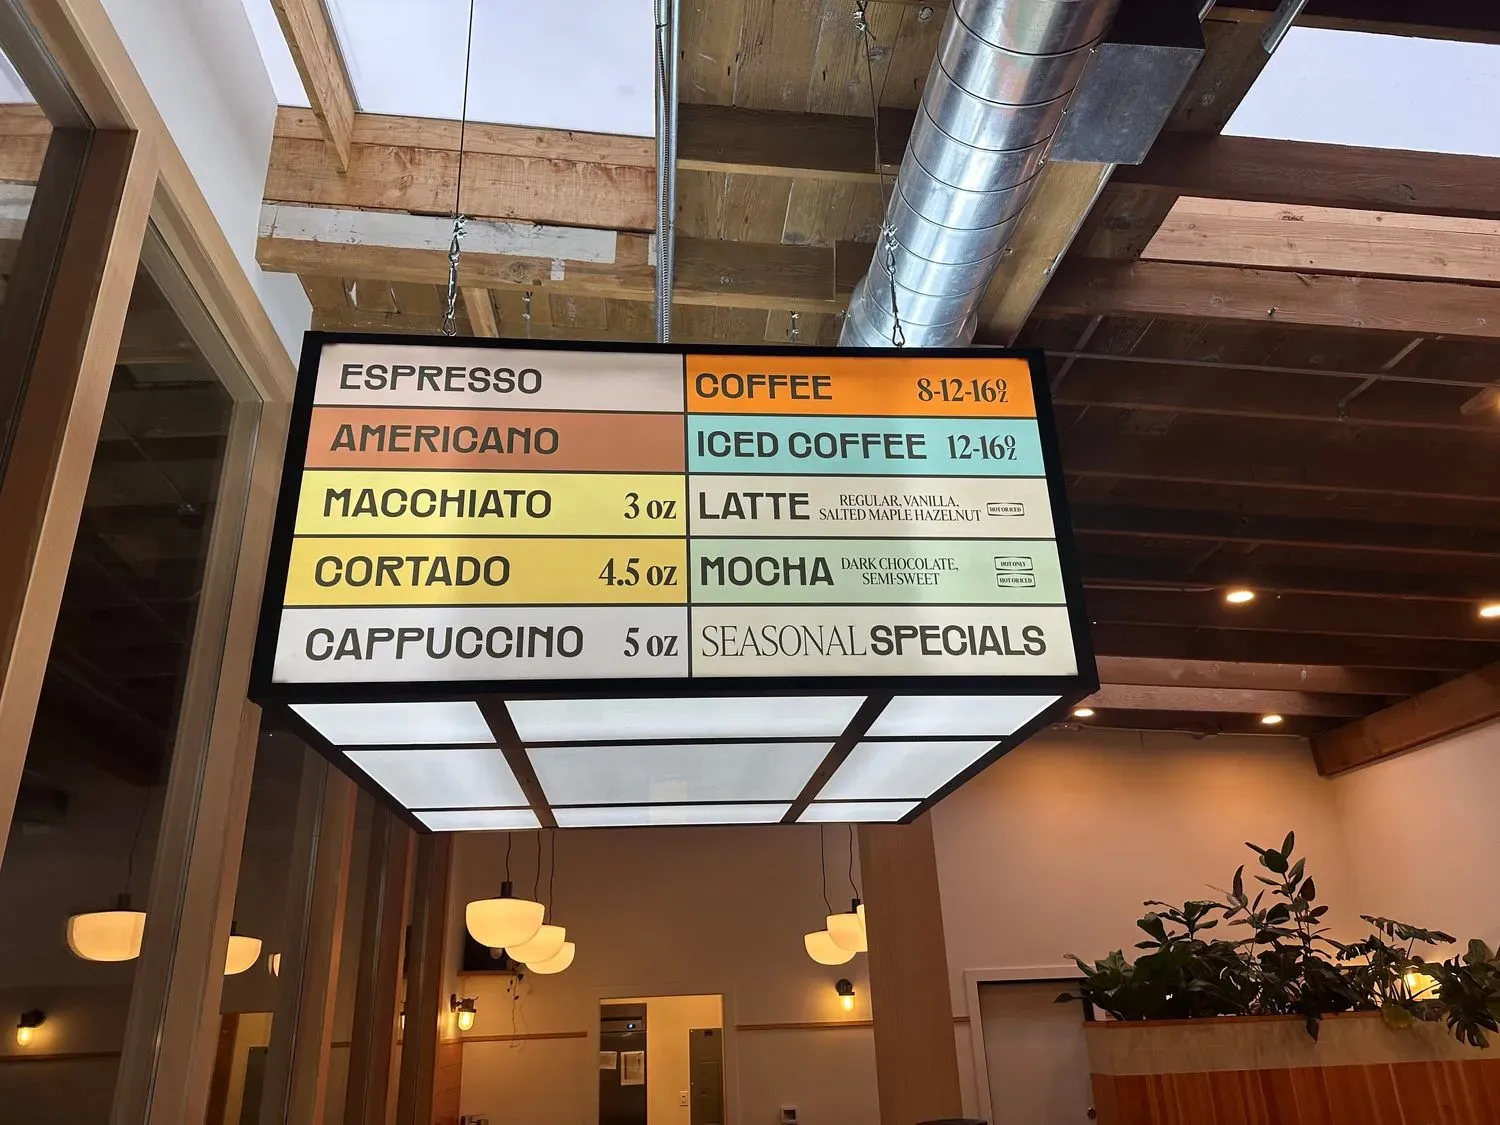 ESPRESSO
AMERICANO
MACCHIATO 3 oz
CORTADO 4.5 oz
CAPPUCCINO 5 oz
COFFEE 8-12-16oz
ICED COFFEE 12-16oz
LATTE REGULAR, VANILLA,
SALTED MAPLE HAZELNUT HOT OR ICED
MOCHA DARK CHOCOLATE,
SEMI-SWEET
HOT ONLY
HOT OR ICED
SEASONAL SPECIALS